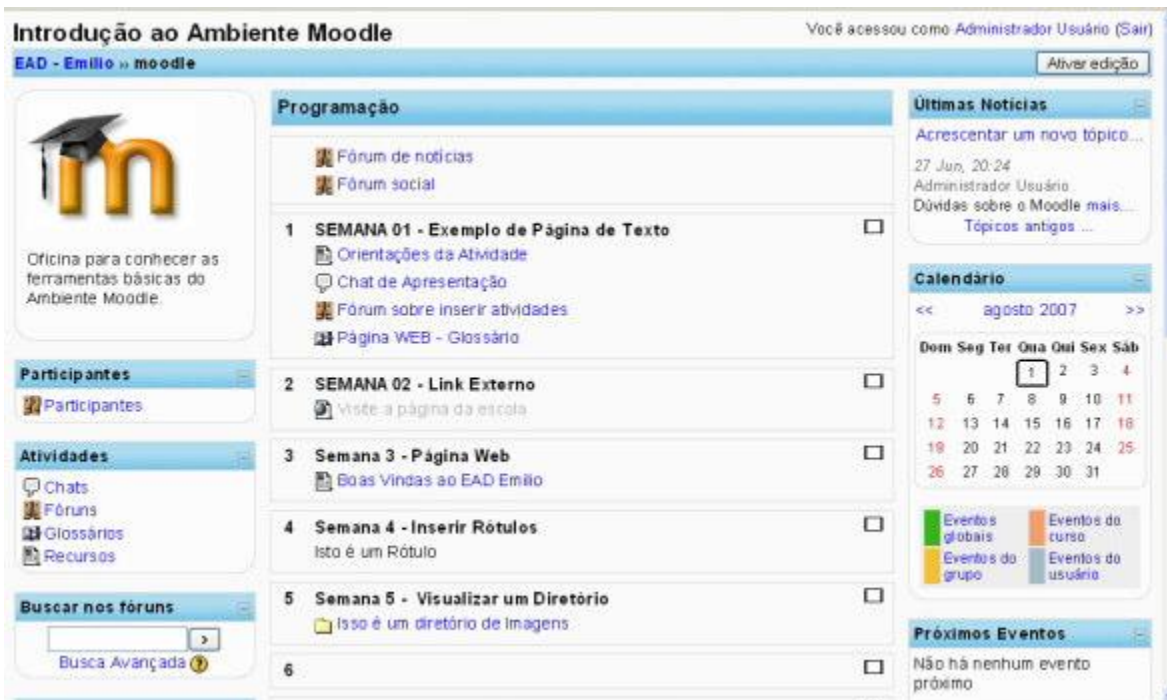 Introdução ao Ambiente Moodle
Você acessou como Administrador Usuário (Sair)
EAD - Emilio » moodle
Ativar edição
Oficina para conhecer as
ferramentas básicas do
Ambiente Moodle.
Participantes
Participantes
Atividades
Chats
Fóruns
Glossários
Recursos
Buscar nos fóruns
>
Busca Avançada ?
Programação
Fórum de notícias
Fórum social
1 SEMANA 01 - Exemplo de Página de Texto
Orientações da Atividade
Chat de Apresentação
Fórum sobre inserir atividades
Página WEB - Glossário
2 SEMANA 02 - Link Externo
Visite a página da escola
3 Semana 3 - Página Web
Boas Vindas ao EAD Emilio
4 Semana 4 - Inserir Rótulos
Isto é um Rótulo
5 Semana 5 - Visualizar um Diretório
Isso é um diretório de Imagens
6
Últimas Notícias
Acrescentar um novo tópico...
27 Jun, 20:24
Administrador Usuário
Dúvidas sobre o Moodle mais...
Tópicos antigos ...
Calendário
<< agosto 2007 >>
Dom Seg Ter Qua Qui Sex Sáb
1 2 3 4
5 6 7 8 9 10 11
12 13 14 15 16 17 18
19 20 21 22 23 24 25
26 27 28 29 30 31
Eventos globais
Eventos do curso
Eventos do grupo
Eventos do usuário
Próximos Eventos
Não há nenhum evento
próximo